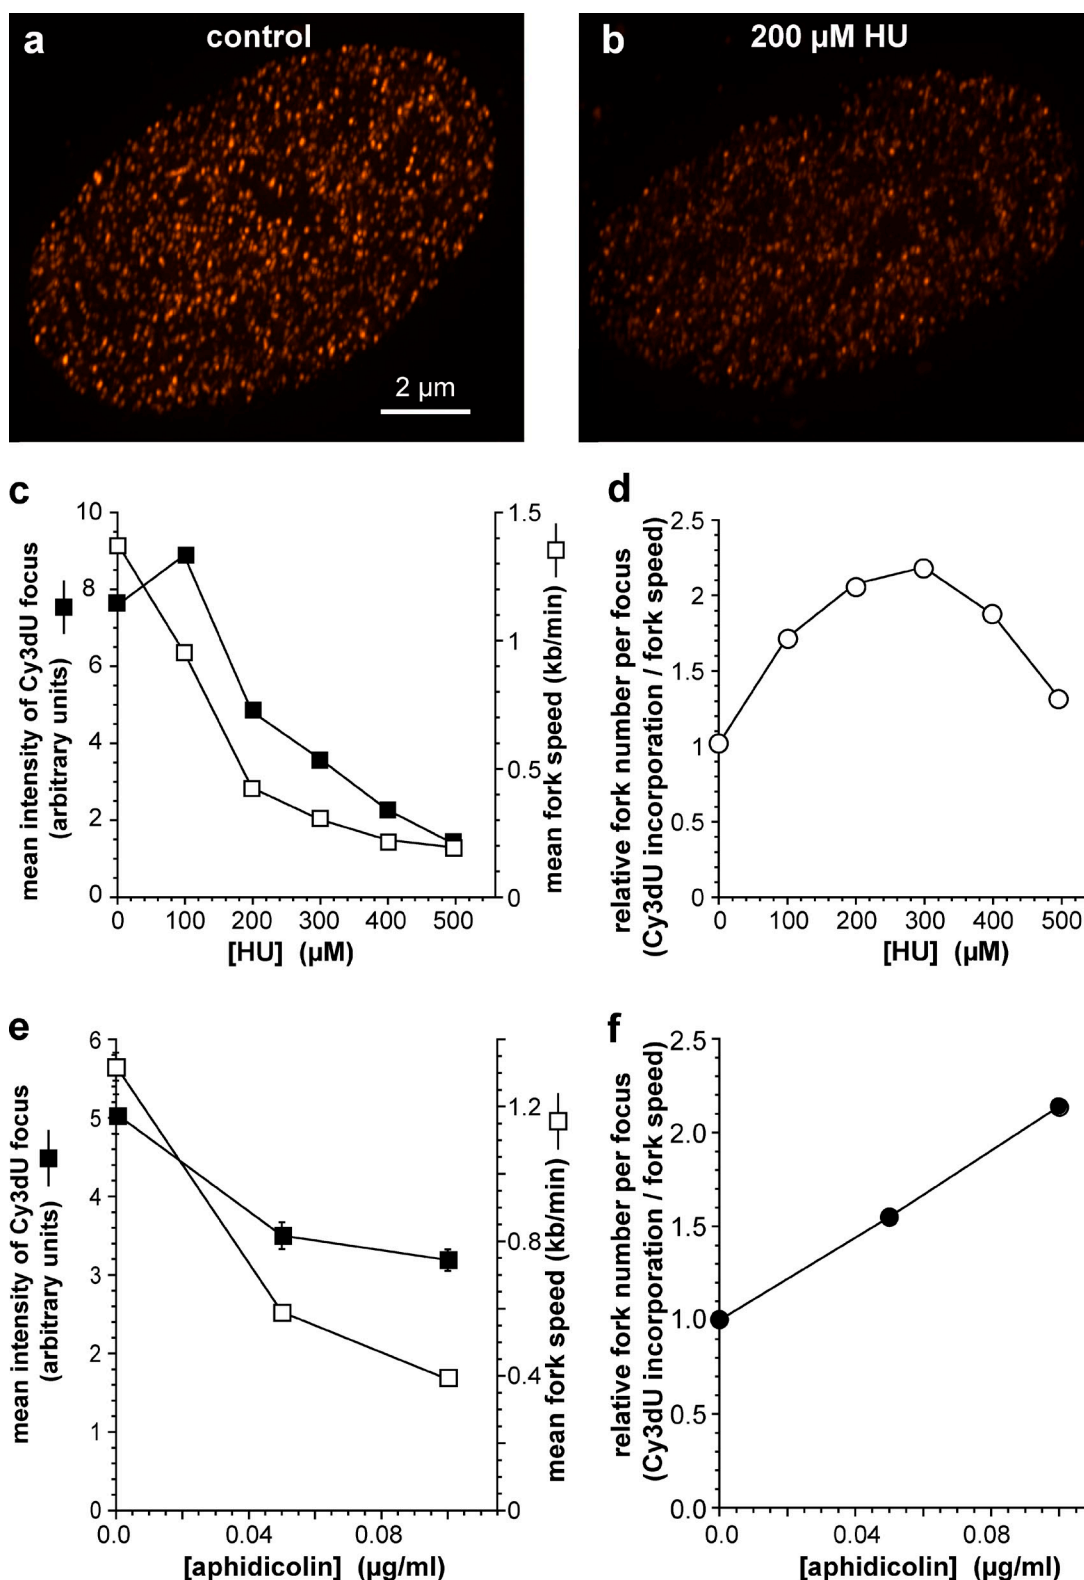 a
control
2 µm
b
200 µM HU
c
mean intensity of Cy3dU focus
(arbitrary units)
10
8
6
4
2
0
1.5
1
0.5
0
mean fork speed (kb/min)
0 100 200 300 400 500
[HU] (µM)
d
relative fork number per focus
(Cy3dU incorporation / fork speed)
2.5
2
1.5
1
0.5
0
0 100 200 300 400 500
[HU] (µM)
e
mean intensity of Cy3dU focus
(arbitrary units)
6
5
4
3
2
1
0
1.2
0.8
0.4
0
mean fork speed (kb/min)
0.0 0.04 0.08
[aphidicolin] (µg/ml)
f
relative fork number per focus
(Cy3dU incorporation / fork speed)
2.5
2.0
1.5
1.0
0.5
0.0
0.0 0.04 0.08
[aphidicolin] (µg/ml)